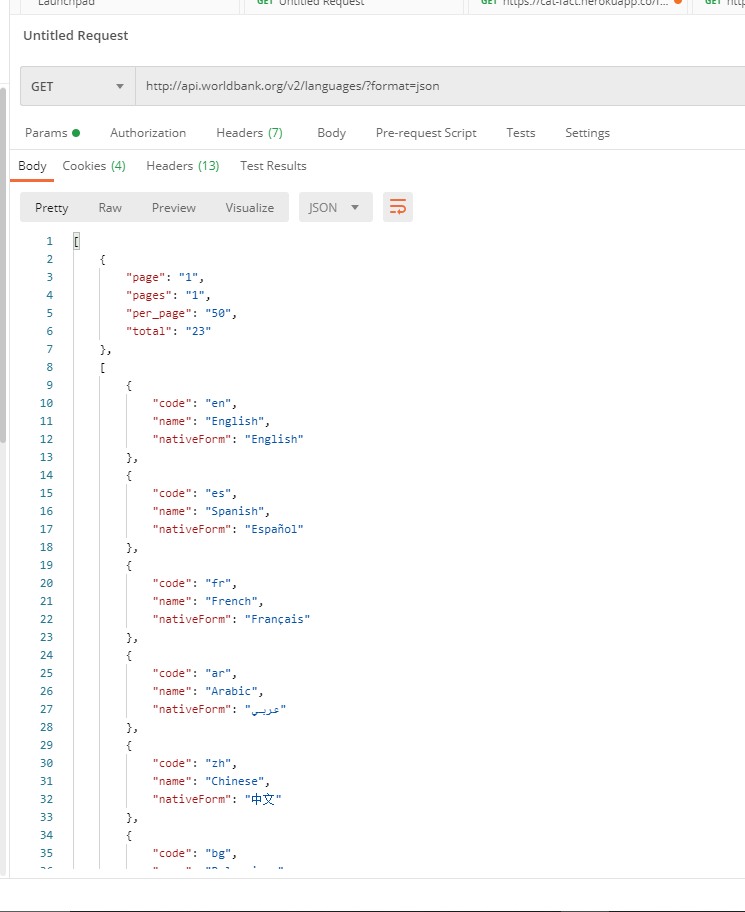 Launchpad
GET Untitled Request
GET https://cat-fact.herokuapp.co/f...
GET
Untitled Request
GET
http://api.worldbank.org/v2/languages/?format=json
Params Authorization Headers (7) Body Pre-request Script Tests Settings
Body Cookies (4) Headers (13) Test Results
Pretty Raw Preview Visualize JSON
1 [
2 {
3 "page": "1",
4 "pages": "1",
5 "per_page": "50",
6 "total": "23"
7 },
8 [
9 {
10 "code": "en",
11 "name": "English",
12 "nativeForm": "English"
13 },
14 {
15 "code": "es",
16 "name": "Spanish",
17 "nativeForm": "Español"
18 },
19 {
20 "code": "fr",
21 "name": "French",
22 "nativeForm": "Français"
23 },
24 {
25 "code": "ar",
26 "name": "Arabic",
27 "nativeForm": "عربي"
28 },
29 {
30 "code": "zh",
31 "name": "Chinese",
32 "nativeForm": "中文"
33 },
34 {
35 "code": "bg",